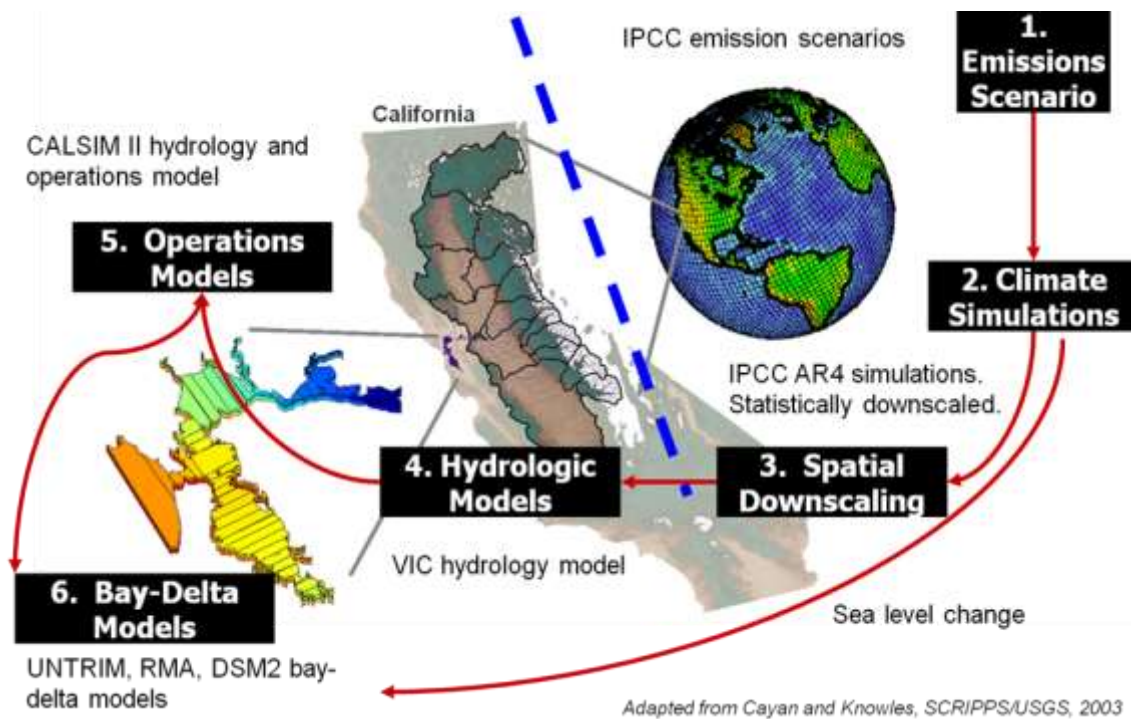 IPCC emission scenarios
1.
Emissions
Scenario
California
CALSIM II hydrology and
operations model
5. Operations
Models
2. Climate
Simulations
IPCC AR4 simulations.
Statistically downscaled.
4. Hydrologic
Models
3. Spatial
Downscaling
VIC hydrology model
6. Bay-Delta
Models
Sea level change
UNTRIM, RMA, DSM2 bay-
delta models
Adapted from Cayan and Knowles, SCRIPPS/USGS, 2003